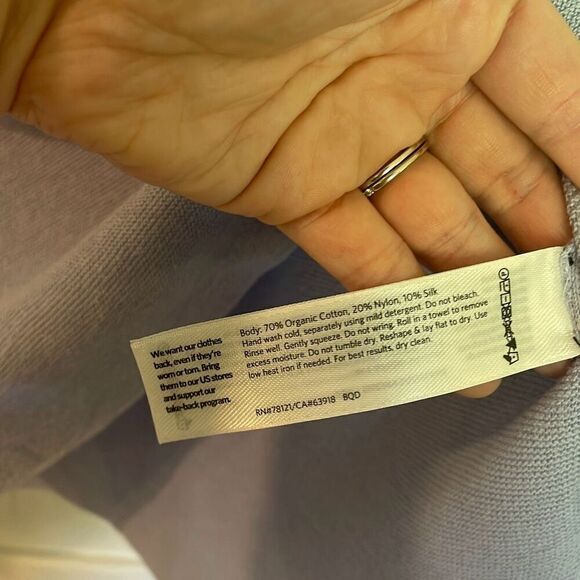 We want our clothes
back, even if they're
worn or torn. Bring
them to our US stores
and support our
take-back program.
Body: 70% Organic Cotton, 20% Nylon, 10% Silk
Hand wash cold, separately using mild detergent. Do not bleach.
Rinse well. Gently squeeze. Do not wring. Roll in a towel to remove
excess moisture. Do not tumble dry. Reshape & lay flat to dry. Use
low heat iron if needed. For best results, dry clean.
RN#78121/CA#63918 BQD